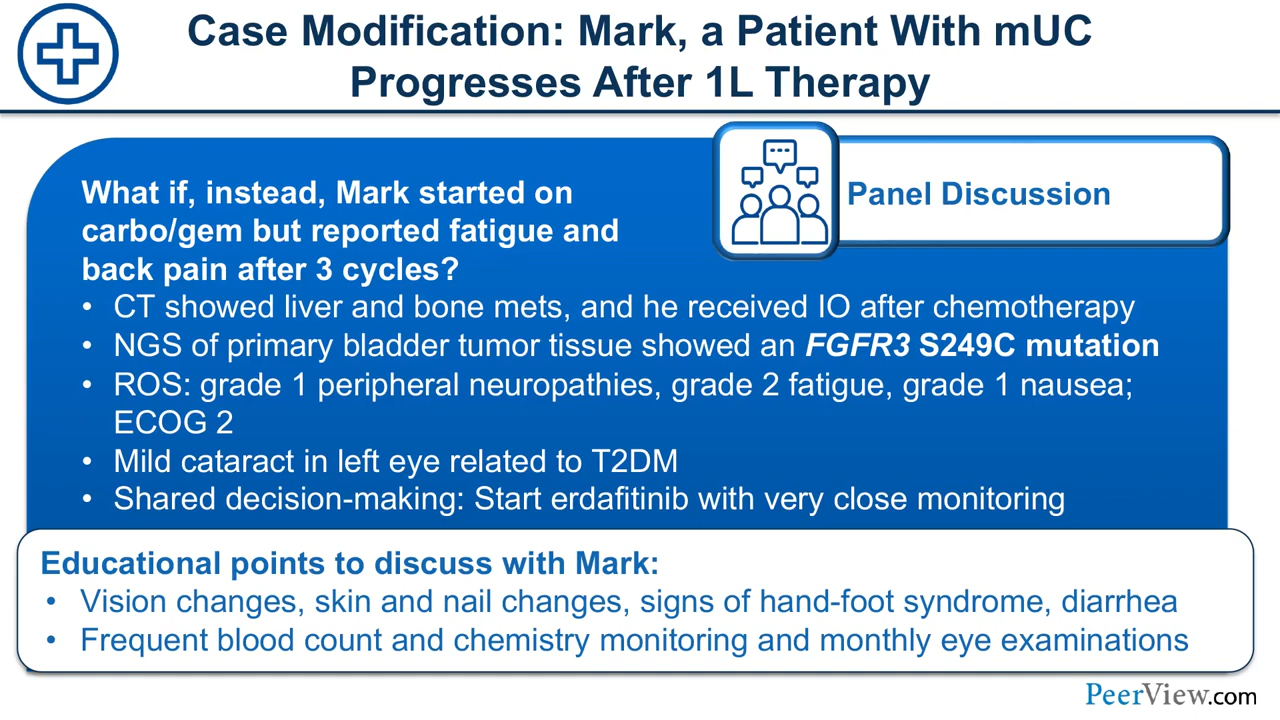 Case Modification: Mark, a Patient With mUC
Progresses After 1L Therapy
What if, instead, Mark started on
carbo/gem but reported fatigue and
back pain after 3 cycles?
Panel Discussion
• CT showed liver and bone mets, and he received IO after chemotherapy
• NGS of primary bladder tumor tissue showed an FGFR3 S249C mutation
• ROS: grade 1 peripheral neuropathies, grade 2 fatigue, grade 1 nausea;
ECOG 2
• Mild cataract in left eye related to T2DM
• Shared decision-making: Start erdafitinib with very close monitoring
Educational points to discuss with Mark:
• Vision changes, skin and nail changes, signs of hand-foot syndrome, diarrhea
• Frequent blood count and chemistry monitoring and monthly eye examinations
PeerView.com